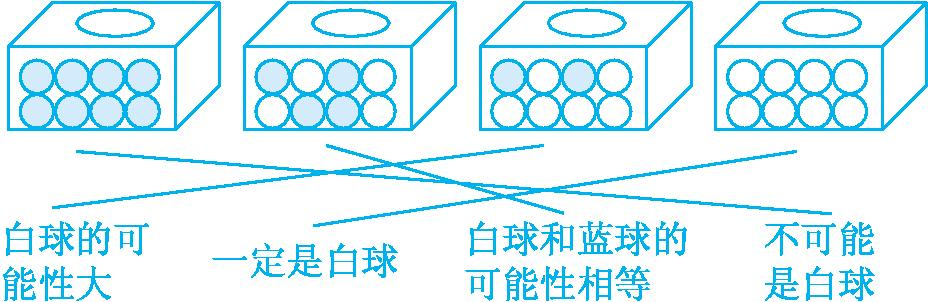 白球的可
能性大
一定是白球
白球和蓝球的
可能性相等
不可能
是白球